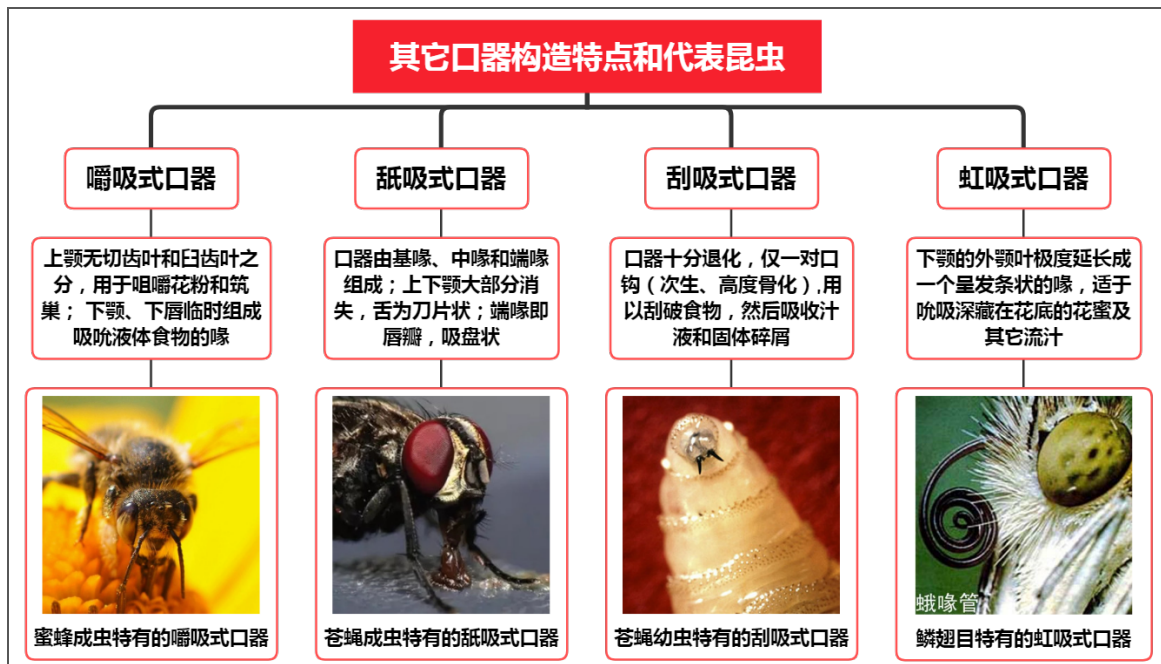 其它口器构造特点和代表昆虫
嚼吸式口器
舐吸式口器
刮吸式口器
虹吸式口器
上颚无切齿叶和臼齿叶之
分，用于咀嚼花粉和筑
巢； 下颚、下唇临时组成
吸吮液体食物的喙
口器由基喙、中喙和端喙
组成；上下颚大部分消
失，舌为刀片状；端喙即
唇瓣，吸盘状
口器十分退化，仅一对口
钩（次生、高度骨化）,用
以刮破食物，然后吸收汁
液和固体碎屑
下颚的外颚叶极度延长成
一个呈发条状的喙，适于
吮吸深藏在花底的花蜜及
其它流汁
蛾喙管
蜜蜂成虫特有的嚼吸式口器
苍蝇成虫特有的舐吸式口器
苍蝇幼虫特有的刮吸式口器
鳞翅目特有的虹吸式口器